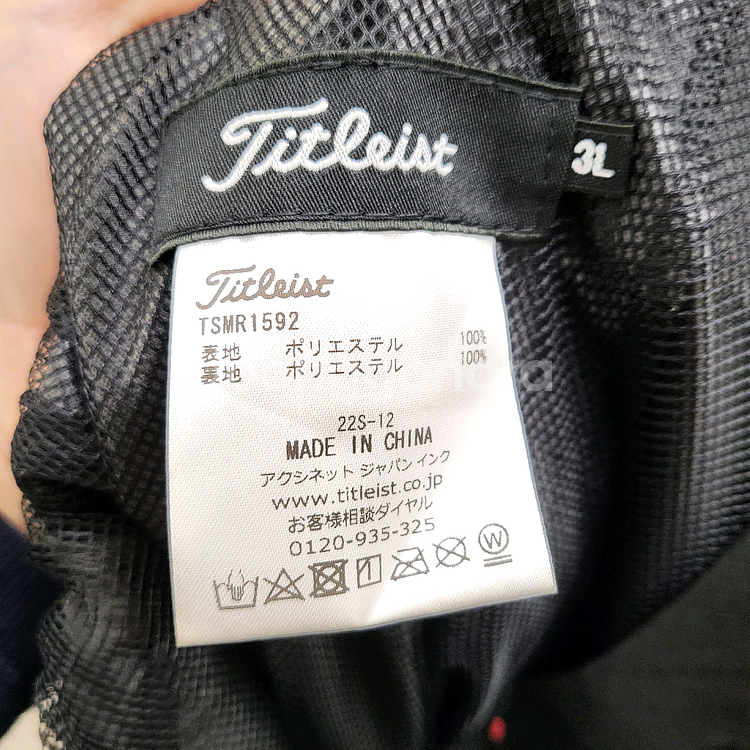 Titleist
3L
Titleist
TSMR1592
表地 ポリエステル 100%
裏地 ポリエステル 100%
22S-12
MADE IN CHINA
アクシネット ジャパン インク
www.titleist.co.jp
お客様相談ダイヤル
0120-935-325
W